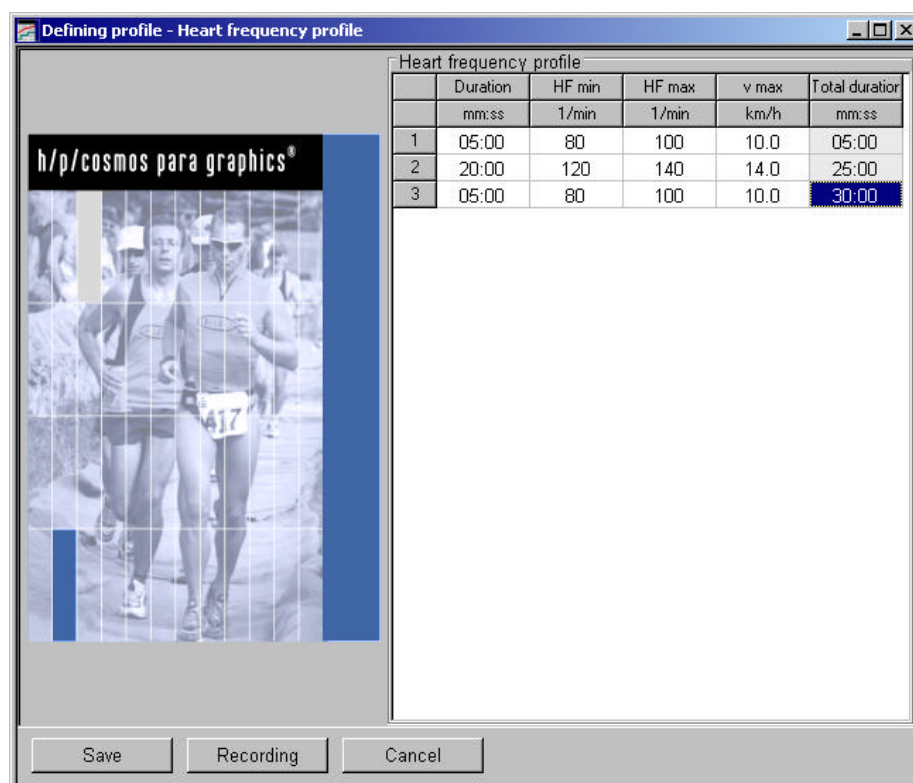 Defining profile - Heart frequency profile
h/p/cosmos para graphics®
417
Heart frequency profile
Duration HF min HF max v max Total duration
mm:ss 1/min 1/min km/h mm:ss
1 05:00 80 100 10.0 05:00
2 20:00 120 140 14.0 25:00
3 05:00 80 100 10.0 30:00
Save Recording Cancel